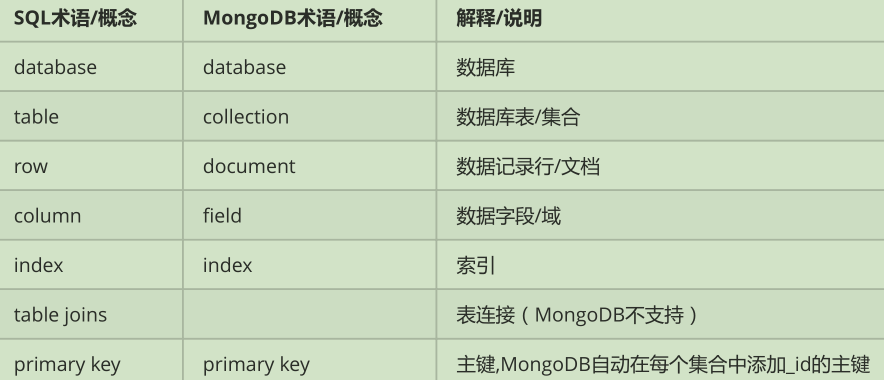 SQL术语/概念 MongoDB术语/概念 解释/说明
database database 数据库
table collection 数据库表/集合
row document 数据记录行/文档
column field 数据字段/域
index index 索引
table joins 表连接（MongoDB不支持）
primary key primary key 主键,MongoDB自动在每个集合中添加_id的主键